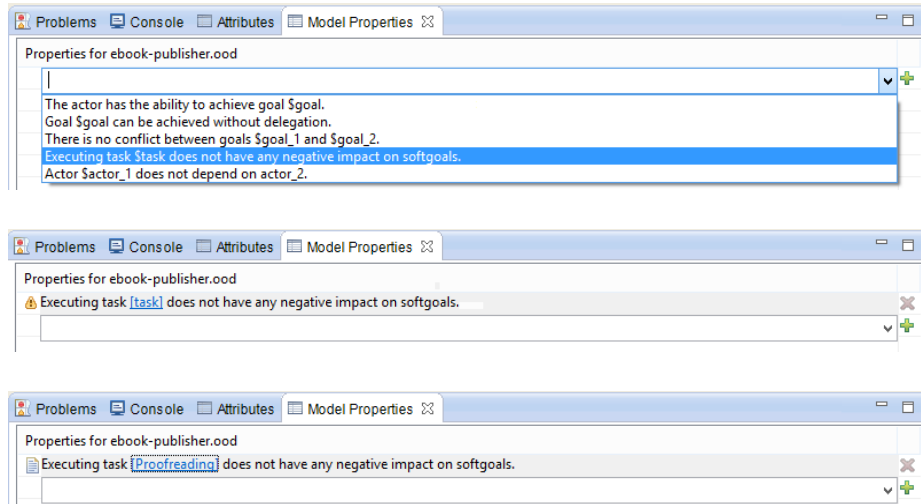 Problems Console Attributes Model Properties
Properties for ebook-publisher.ood
The actor has the ability to achieve goal $goal.
Goal $goal can be achieved without delegation.
There is no conflict between goals $goal_1 and $goal_2.
Executing task $task does not have any negative impact on softgoals.
Actor $actor_1 does not depend on actor_2.
Problems Console Attributes Model Properties
Properties for ebook-publisher.ood
Executing task [task] does not have any negative impact on softgoals.
Problems Console Attributes Model Properties
Properties for ebook-publisher.ood
Executing task [Proofreading] does not have any negative impact on softgoals.